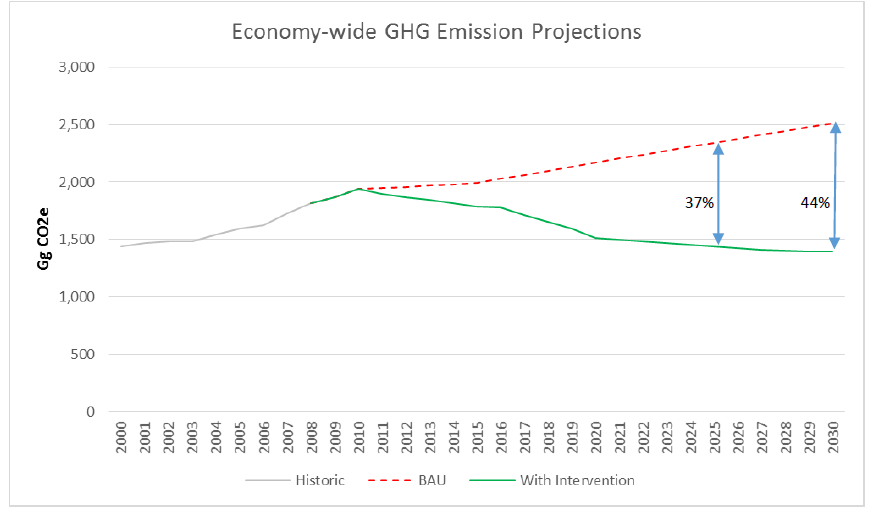 Economy-wide GHG Emission Projections
3,000
2,500
2,000
1,500
1,000
500
0
Gg CO2e
37%
44%
2000 2001 2002 2003 2004 2005 2006 2007 2008 2009 2010 2011 2012 2013 2014 2015 2016 2017 2018 2019 2020 2021 2022 2023 2024 2025 2026 2027 2028 2029 2030
Historic BAU With Intervention